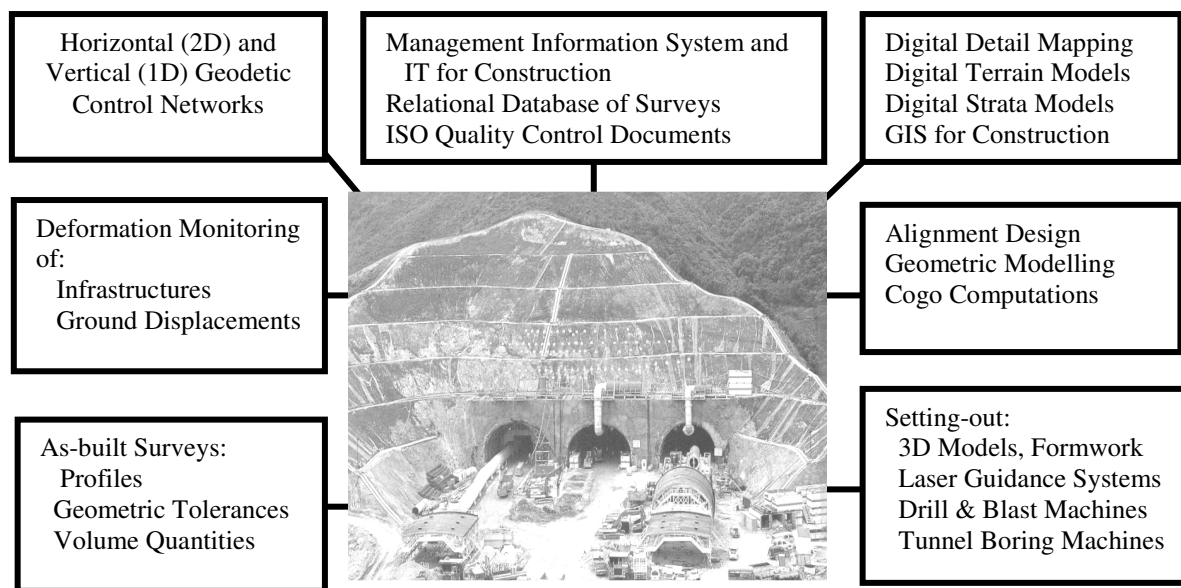 Horizontal (2D) and
Vertical (1D) Geodetic
Control Networks
Management Information System and
IT for Construction
Relational Database of Surveys
ISO Quality Control Documents
Digital Detail Mapping
Digital Terrain Models
Digital Strata Models
GIS for Construction
Deformation Monitoring
of:
Infrastructures
Ground Displacements
Alignment Design
Geometric Modelling
Cogo Computations
As-built Surveys:
Profiles
Geometric Tolerances
Volume Quantities
Setting-out:
3D Models, Formwork
Laser Guidance Systems
Drill & Blast Machines
Tunnel Boring Machines